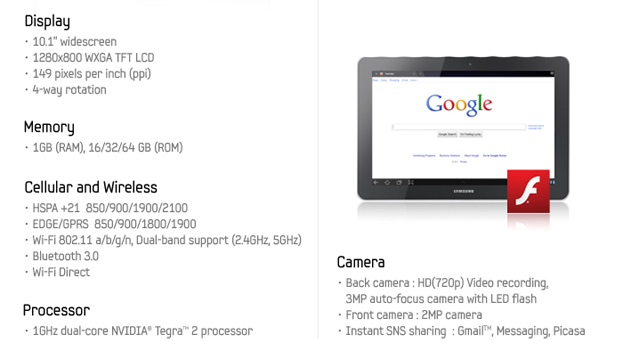 Display
· 10.1" widescreen
· 1280x800 WXGA TFT LCD
· 149 pixels per inch (ppi)
· 4-way rotation
Memory
· 1GB (RAM), 16/32/64 GB (ROM)
Cellular and Wireless
· HSPA +21  850/900/1900/2100
· EDGE/GPRS  850/900/1800/1900
· Wi-Fi 802.11 a/b/g/n, Dual-band support (2.4GHz, 5GHz)
· Bluetooth 3.0
· Wi-Fi Direct
Processor
· 1GHz dual-core NVIDIA® Tegra™ 2 processor
Google
Google Search
SAMSUNG
Camera
· Back camera : HD(720p) Video recording,
3MP auto-focus camera with LED flash
· Front camera : 2MP camera
· Instant SNS sharing  : Gmail™, Messaging, Picasa